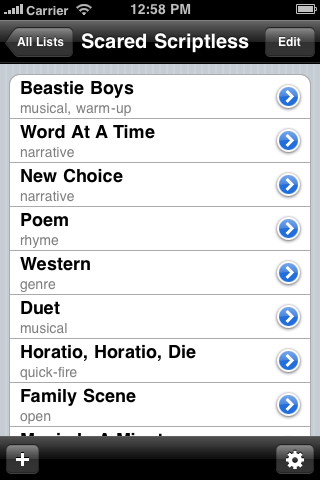 Carrier 12:58 PM
All Lists Scared Scriptless Edit
Beastie Boys
musical, warm-up
Word At A Time
narrative
New Choice
narrative
Poem
rhyme
Western
genre
Duet
musical
Horatio, Horatio, Die
quick-fire
Family Scene
open